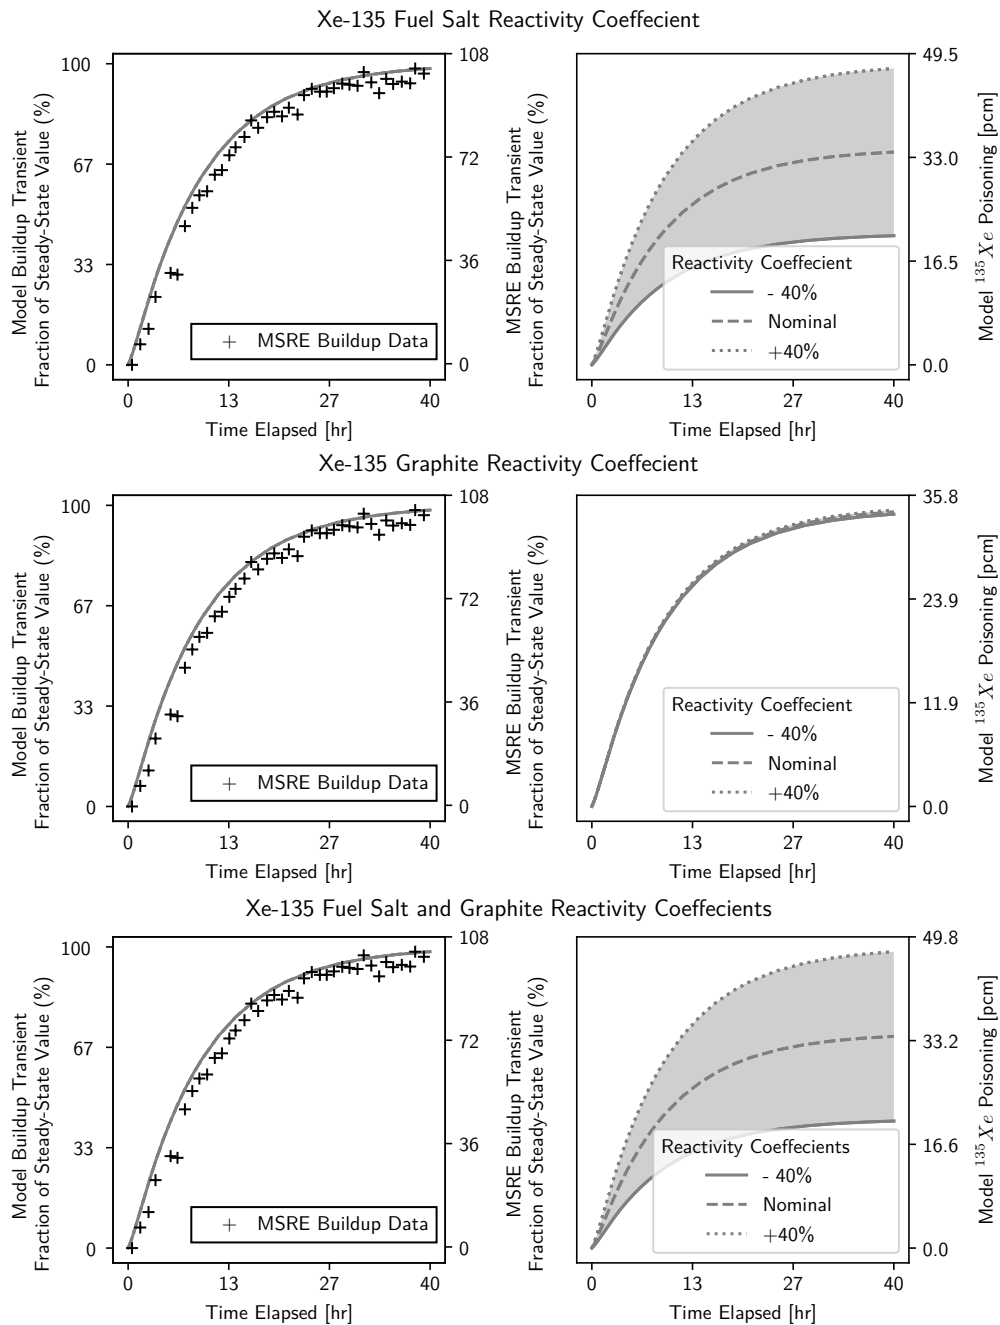 Xe-135 Fuel Salt Reactivity Coeffecient
Model Buildup Transient
Fraction of Steady-State Value (%)
100
67
33
0
108
72
36
0
MSRE Buildup Transient
Fraction of Steady-State Value (%)
MSRE Buildup Data
0 13 27 40
Time Elapsed [hr]
49.5
33.0
16.5
0.0
Model ¹³⁵Xe Poisoning [pcm]
Reactivity Coeffecient
- 40%
Nominal
+40%
0 13 27 40
Time Elapsed [hr]
Xe-135 Graphite Reactivity Coeffecient
Model Buildup Transient
Fraction of Steady-State Value (%)
100
67
33
0
108
72
36
0
MSRE Buildup Transient
Fraction of Steady-State Value (%)
MSRE Buildup Data
0 13 27 40
Time Elapsed [hr]
35.8
23.9
11.9
0.0
Model ¹³⁵Xe Poisoning [pcm]
Reactivity Coeffecient
- 40%
Nominal
+40%
0 13 27 40
Time Elapsed [hr]
Xe-135 Fuel Salt and Graphite Reactivity Coeffecients
Model Buildup Transient
Fraction of Steady-State Value (%)
100
67
33
0
108
72
36
0
MSRE Buildup Transient
Fraction of Steady-State Value (%)
MSRE Buildup Data
0 13 27 40
Time Elapsed [hr]
49.8
33.2
16.6
0.0
Model ¹³⁵Xe Poisoning [pcm]
Reactivity Coeffecients
- 40%
Nominal
+40%
0 13 27 40
Time Elapsed [hr]